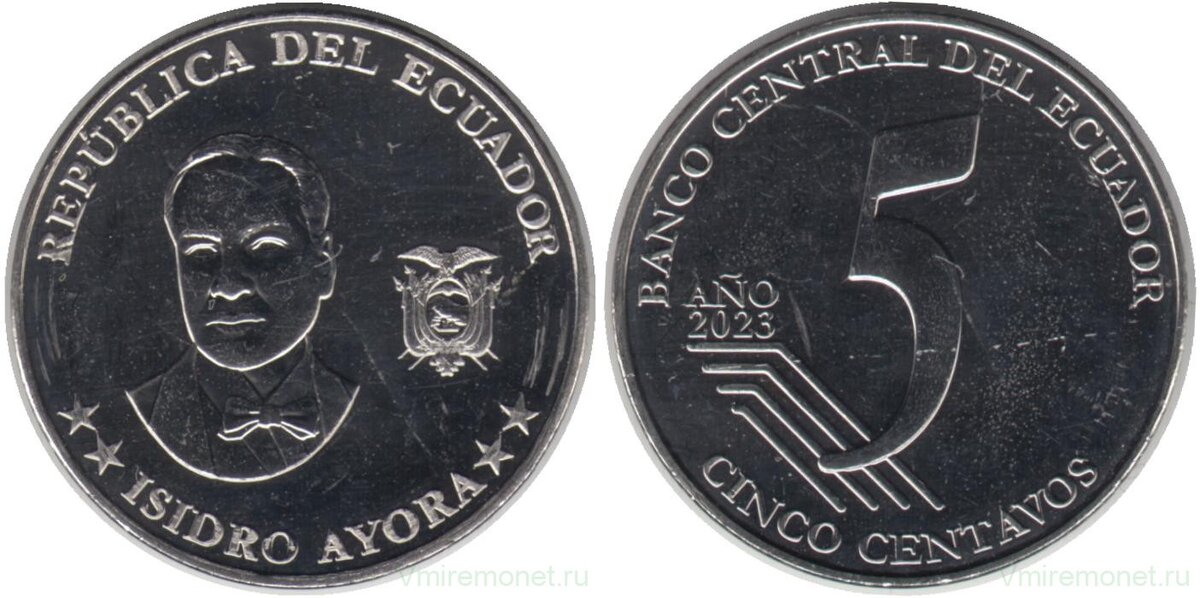 REPÚBLICA DEL ECUADOR
ISIDRO AYORA
BANCO CENTRAL DEL ECUADOR
AÑO
2023
5
CINCO CENTAVOS
Vmiremonet.ru
Vmiremonet.ru